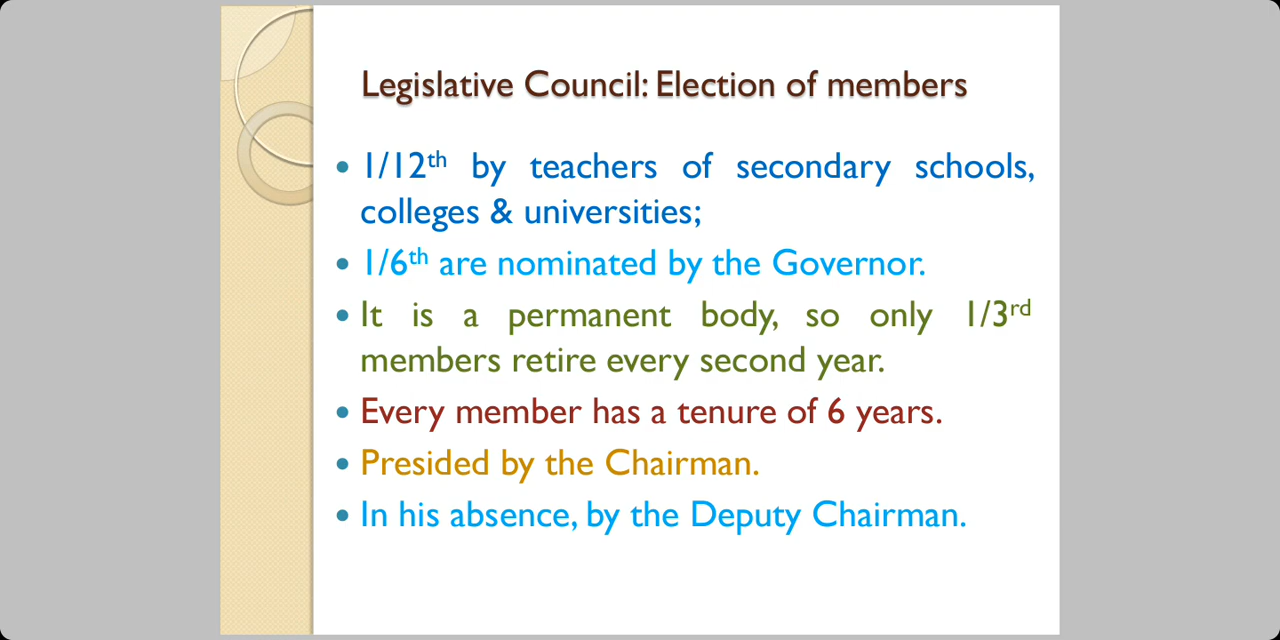 Legislative Council: Election of members
• 1/12th by teachers of secondary schools,
colleges & universities;
• 1/6th are nominated by the Governor.
• It is a permanent body, so only 1/3rd
members retire every second year.
• Every member has a tenure of 6 years.
• Presided by the Chairman.
• In his absence, by the Deputy Chairman.